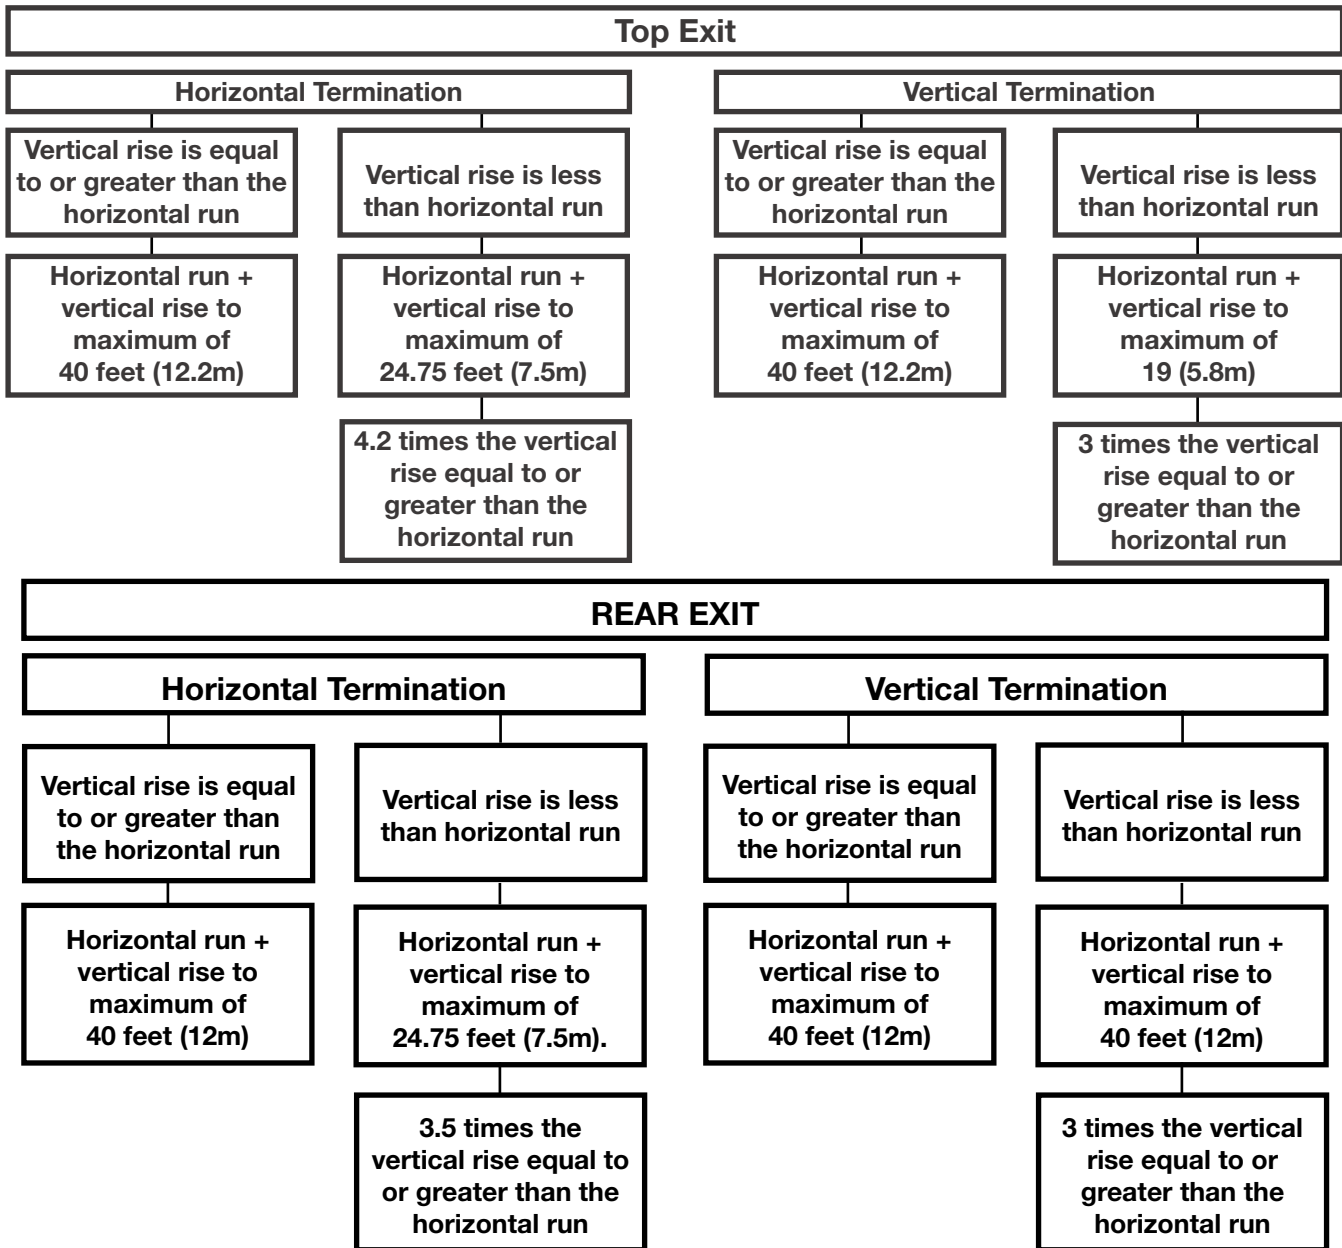 Top Exit
Horizontal Termination
Vertical Termination
Vertical rise is equal
to or greater than the
horizontal run
Vertical rise is less
than horizontal run
Vertical rise is equal
to or greater than the
horizontal run
Vertical rise is less
than horizontal run
Horizontal run +
vertical rise to
maximum of
40 feet (12.2m)
Horizontal run +
vertical rise to
maximum of
24.75 feet (7.5m)
Horizontal run +
vertical rise to
maximum of
40 feet (12.2m)
Horizontal run +
vertical rise to
maximum of
19 (5.8m)
4.2 times the vertical
rise equal to or
greater than the
horizontal run
3 times the vertical
rise equal to or
greater than the
horizontal run
REAR EXIT
Horizontal Termination
Vertical Termination
Vertical rise is equal
to or greater than
the horizontal run
Vertical rise is less
than horizontal run
Vertical rise is equal
to or greater than
the horizontal run
Vertical rise is less
than horizontal run
Horizontal run +
vertical rise to
maximum of
40 feet (12m)
Horizontal run +
vertical rise to
maximum of
24.75 feet (7.5m).
Horizontal run +
vertical rise to
maximum of
40 feet (12m)
Horizontal run +
vertical rise to
maximum of
40 feet (12m)
3.5 times the
vertical rise equal to
or greater than the
horizontal run
3 times the vertical
rise equal to or
greater than the
horizontal run